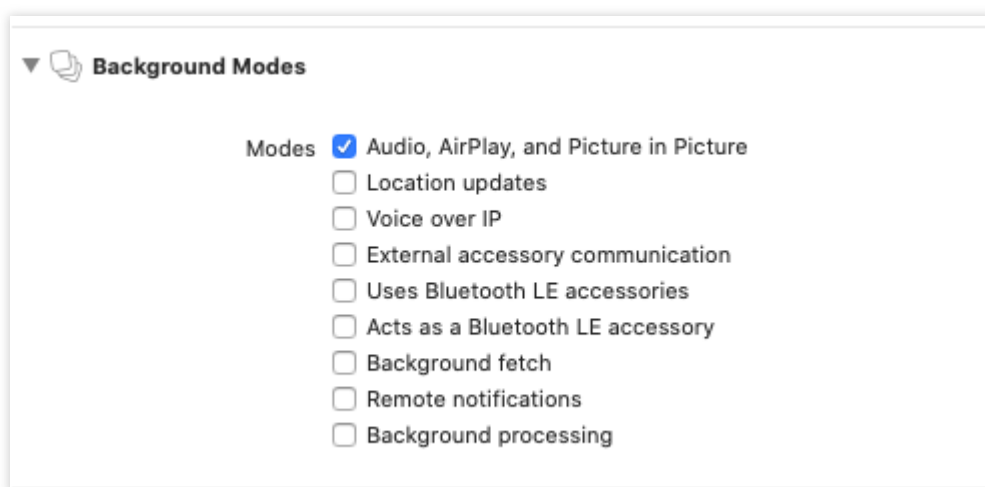 Background Modes
Modes Audio, AirPlay, and Picture in Picture
Location updates
Voice over IP
External accessory communication
Uses Bluetooth LE accessories
Acts as a Bluetooth LE accessory
Background fetch
Remote notifications
Background processing